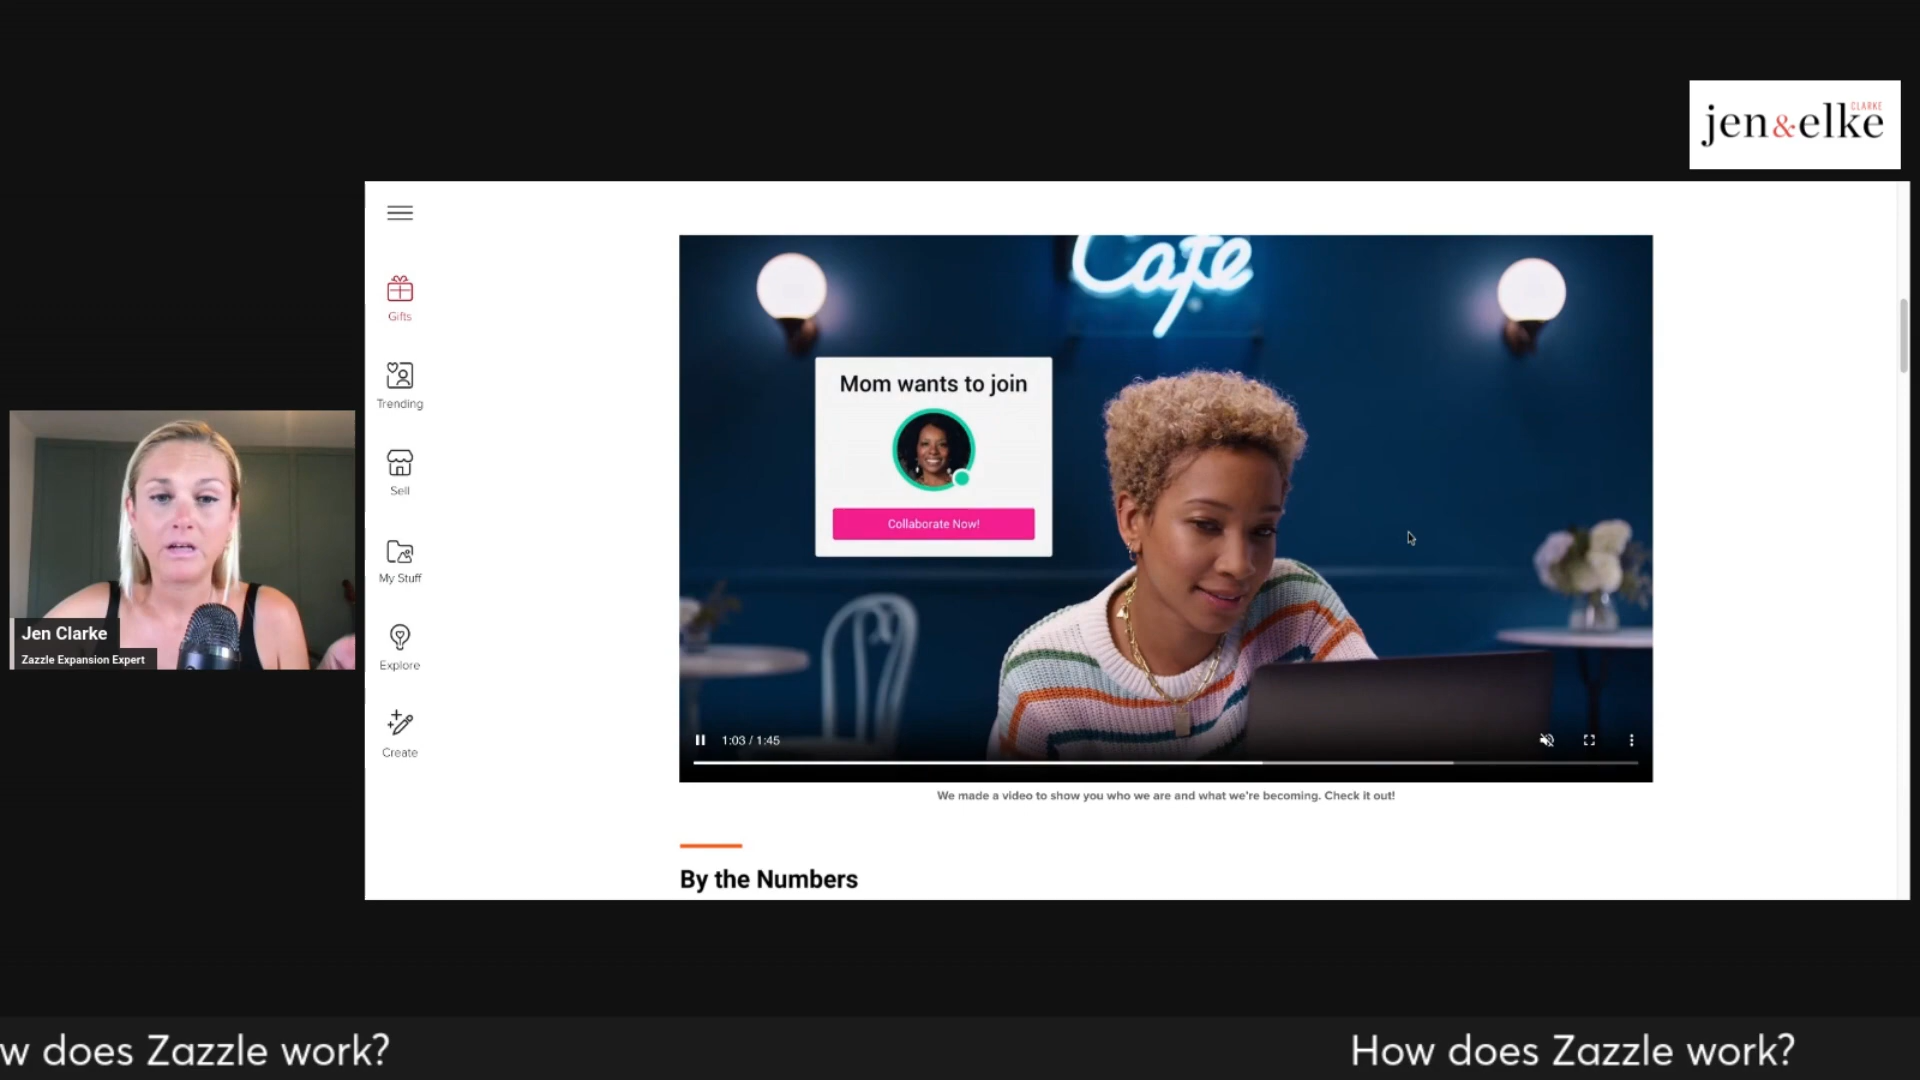 CLARKE
jen&elke
Gifts
Trending
Sell
My Stuff
Explore
Create
Cafe
Mom wants to join
Collaborate Now!
1:03 / 1:45
We made a video to show you who we are and what we're becoming. Check it out!
By the Numbers
Jen Clarke
Zazzle Expansion Expert
w does Zazzle work?
How does Zazzle work?